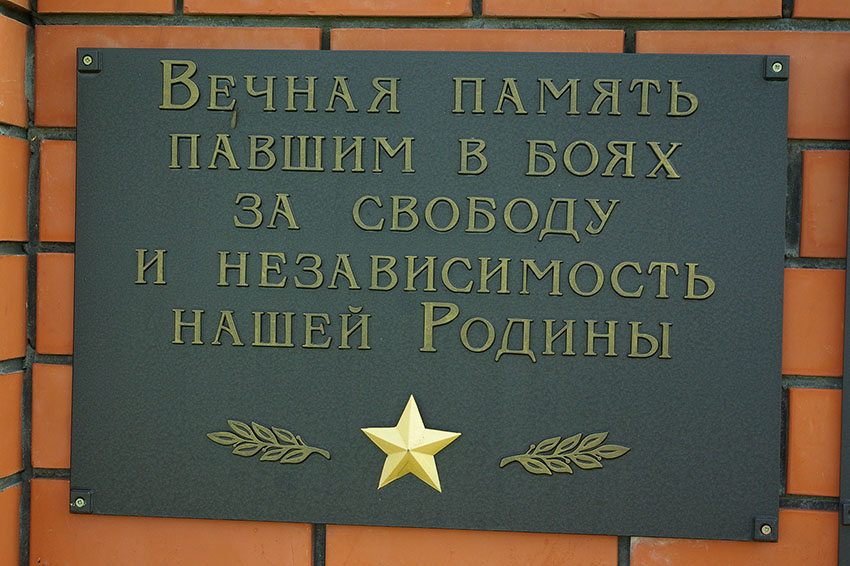 Вечная память
павшим в боях
за свободу
и независимость
нашей Родины